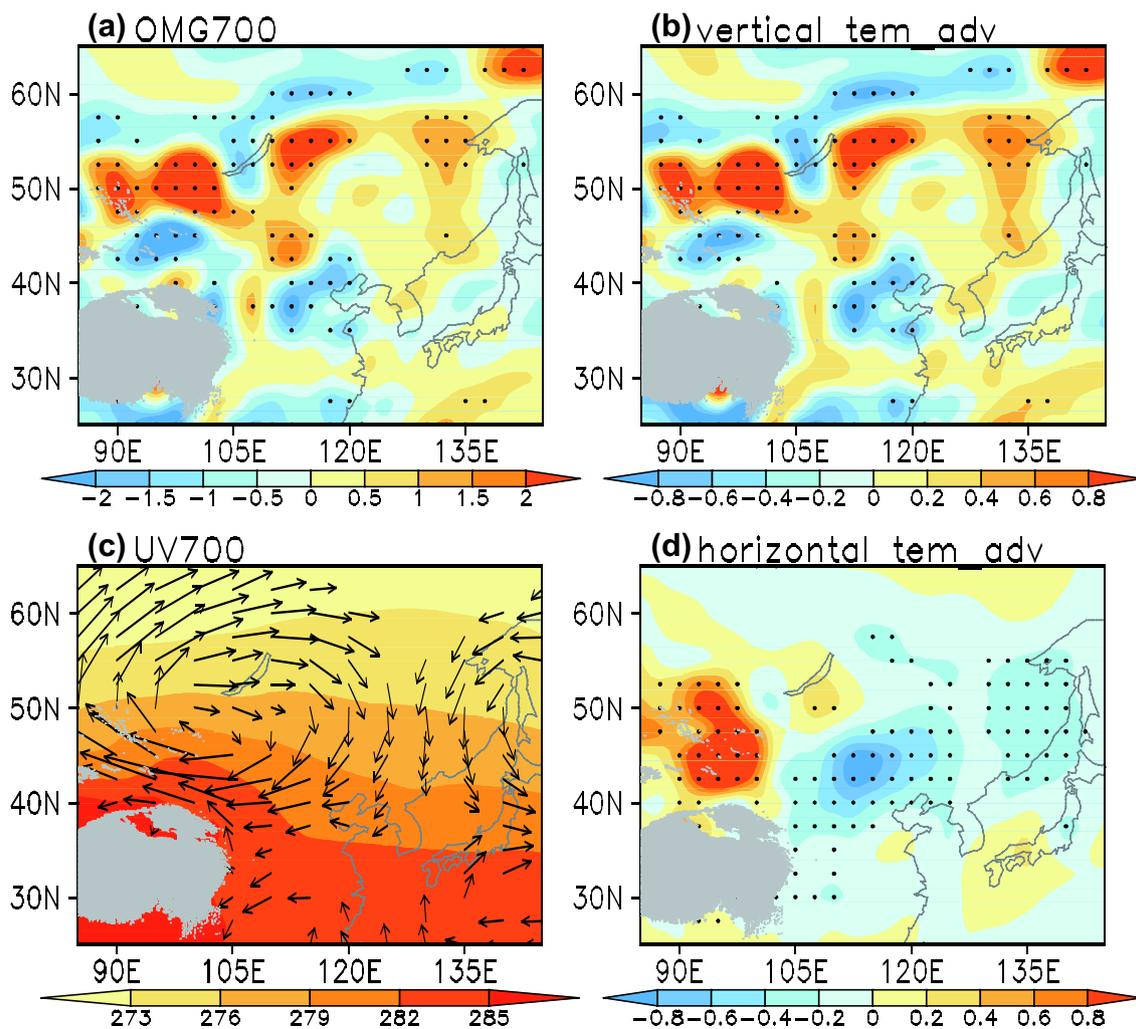 (a) OMG700
(b) vertical tem_adv
60N
50N
40N
30N
90E 105E 120E 135E
-2 -1.5 -1 -0.5 0 0.5 1 1.5 2
60N
50N
40N
30N
90E 105E 120E 135E
-0.8 -0.6 -0.4 -0.2 0 0.2 0.4 0.6 0.8
(c) UV700
(d) horizontal tem_adv
60N
50N
40N
30N
90E 105E 120E 135E
273 276 279 282 285
60N
50N
40N
30N
90E 105E 120E 135E
-0.8 -0.6 -0.4 -0.2 0 0.2 0.4 0.6 0.8